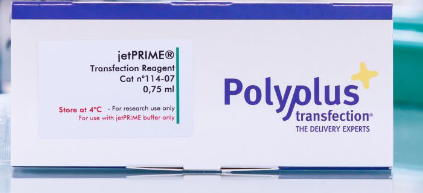 jetPRIME®
Transfection Reagent
Cat n°114-07
0,75 ml
Store at 4°C - For research use only
For use with jetPRIME buffer only
Polyplus
transfection®
THE DELIVERY EXPERTS